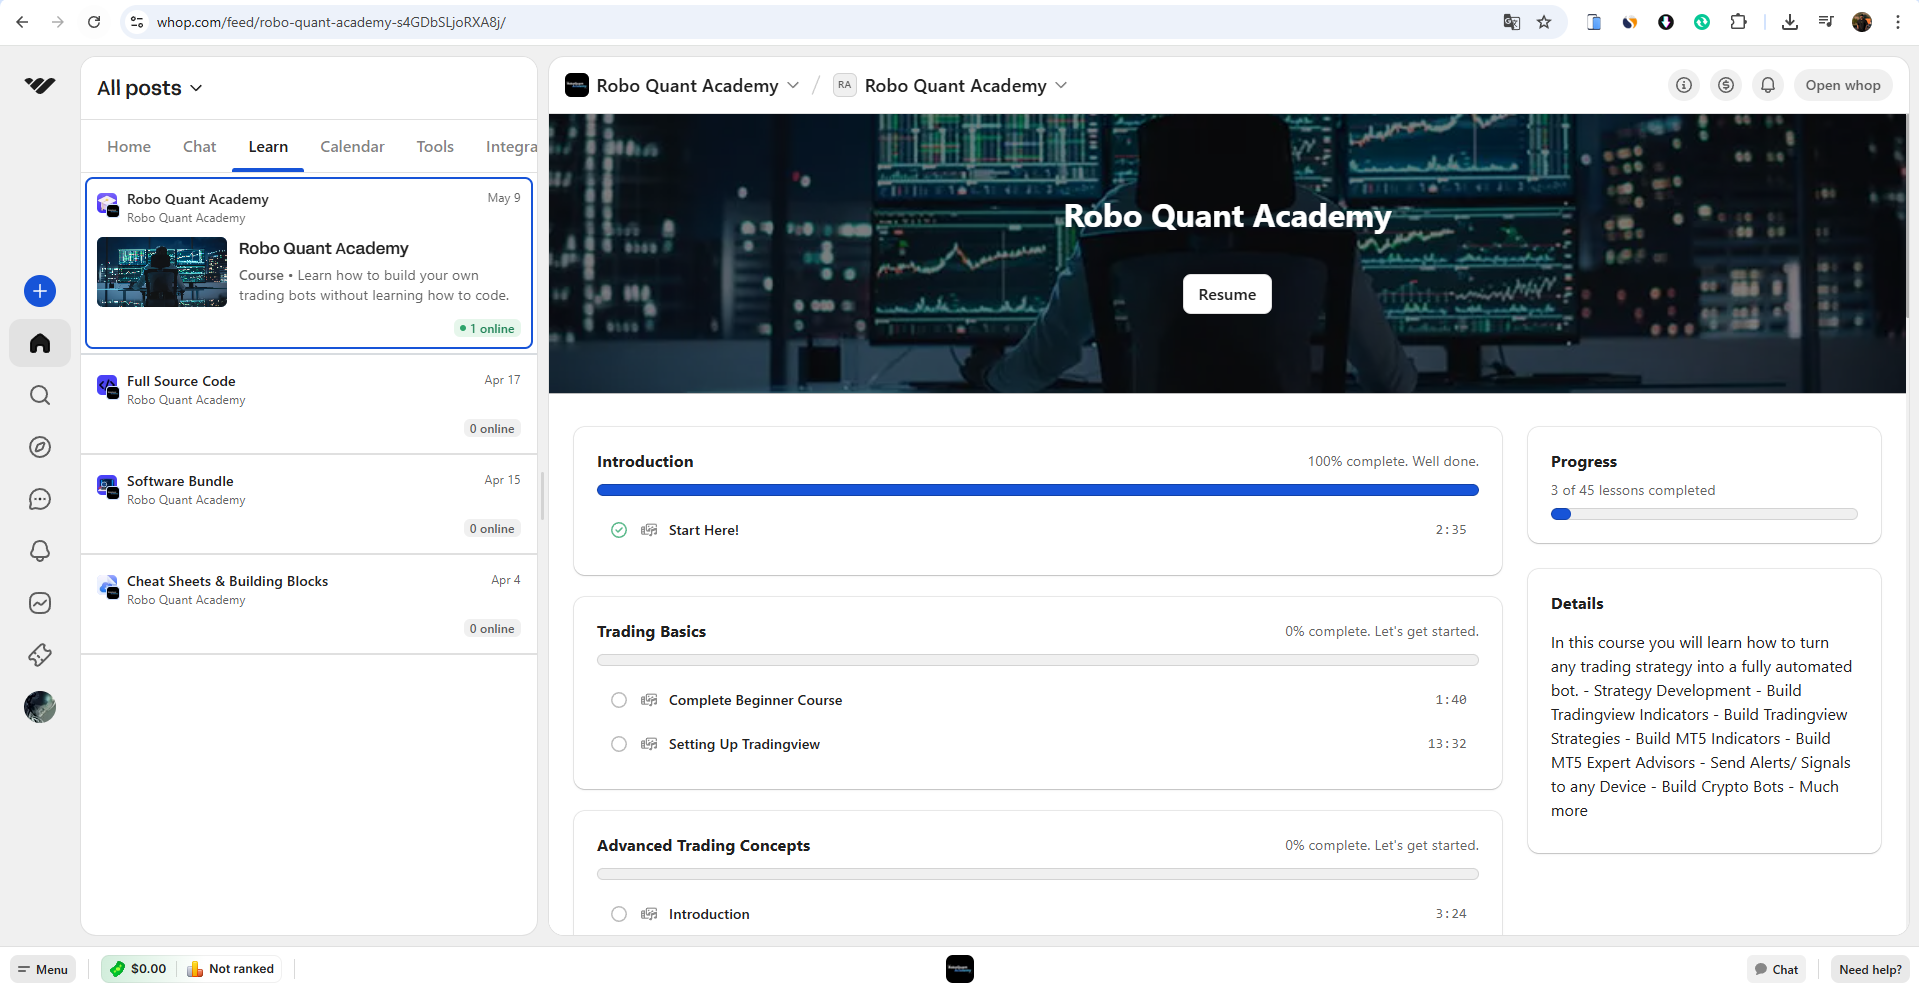 whop.com/feed/robo-quant-academy-s4GDbSLjoRXA8j/
All posts
Home Chat Learn Calendar Tools Integra
Robo Quant Academy May 9
Robo Quant Academy
Robo Quant Academy
Course • Learn how to build your own
trading bots without learning how to code.
1 online
Full Source Code Apr 17
Robo Quant Academy
0 online
Software Bundle Apr 15
Robo Quant Academy
0 online
Cheat Sheets & Building Blocks Apr 4
Robo Quant Academy
0 online
Robo Quant Academy / RA Robo Quant Academy
Open whop
Robo Quant Academy
Resume
Introduction 100% complete. Well done.
Start Here! 2:35
Trading Basics 0% complete. Let's get started.
Complete Beginner Course 1:40
Setting Up Tradingview 13:32
Advanced Trading Concepts 0% complete. Let's get started.
Introduction 3:24
Progress
3 of 45 lessons completed
Details
In this course you will learn how to turn
any trading strategy into a fully automated
bot. - Strategy Development - Build
Tradingview Indicators - Build Tradingview
Strategies - Build MT5 Indicators - Build
MT5 Expert Advisors - Send Alerts/ Signals
to any Device - Build Crypto Bots - Much
more
Menu $0.00 Not ranked
Chat Need help?